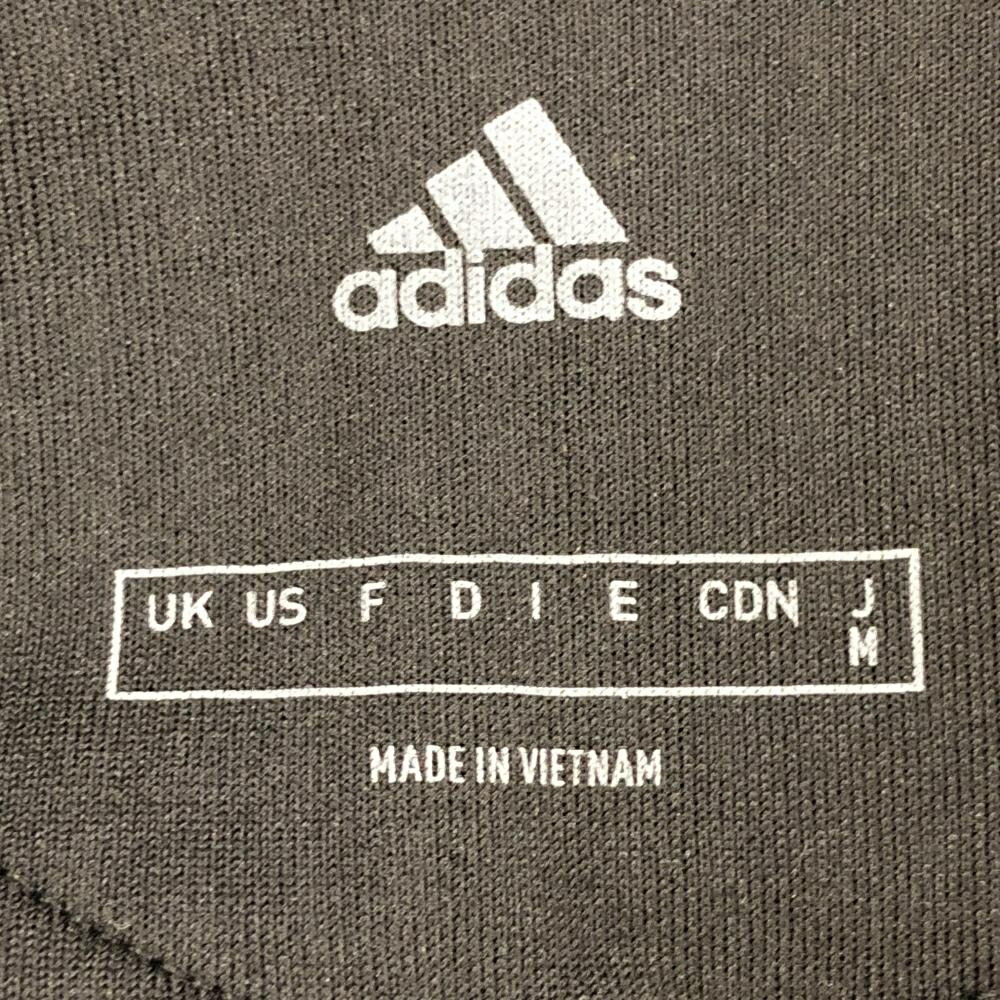 adidas
UK US F D I E CDN J
M
MADE IN VIETNAM